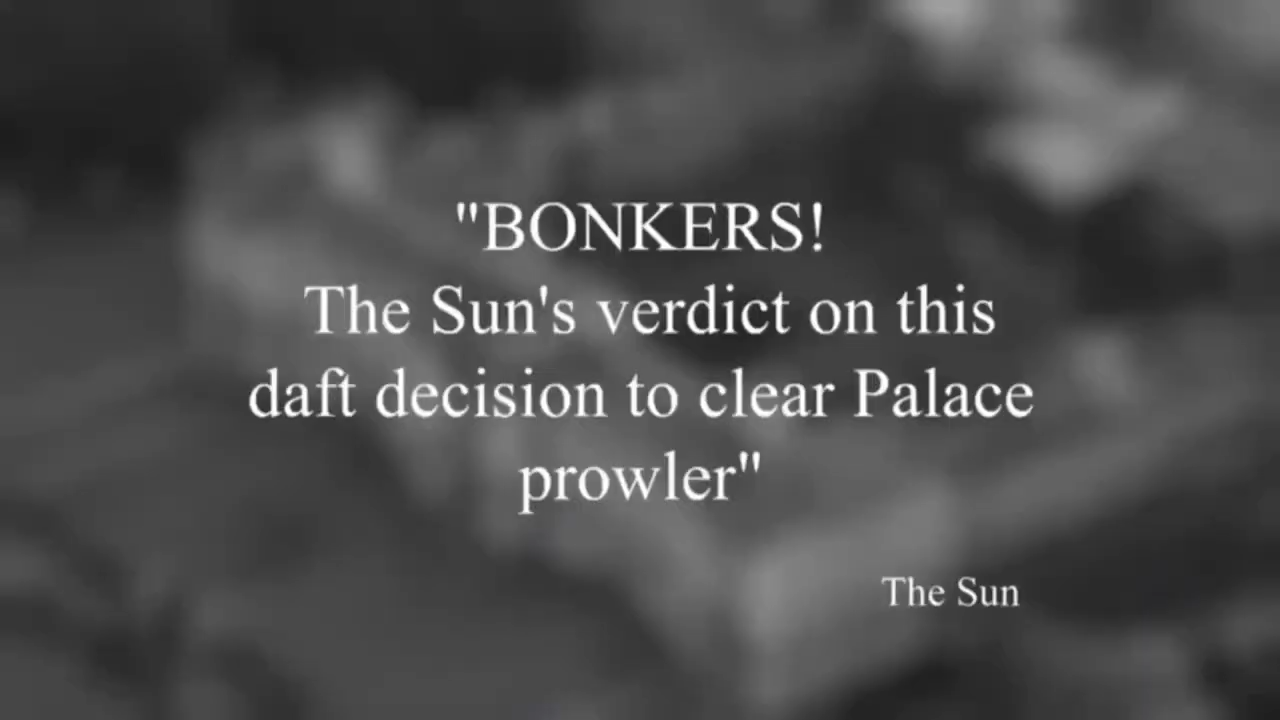 "BONKERS!
The Sun's verdict on this
daft decision to clear Palace
prowler"
The Sun